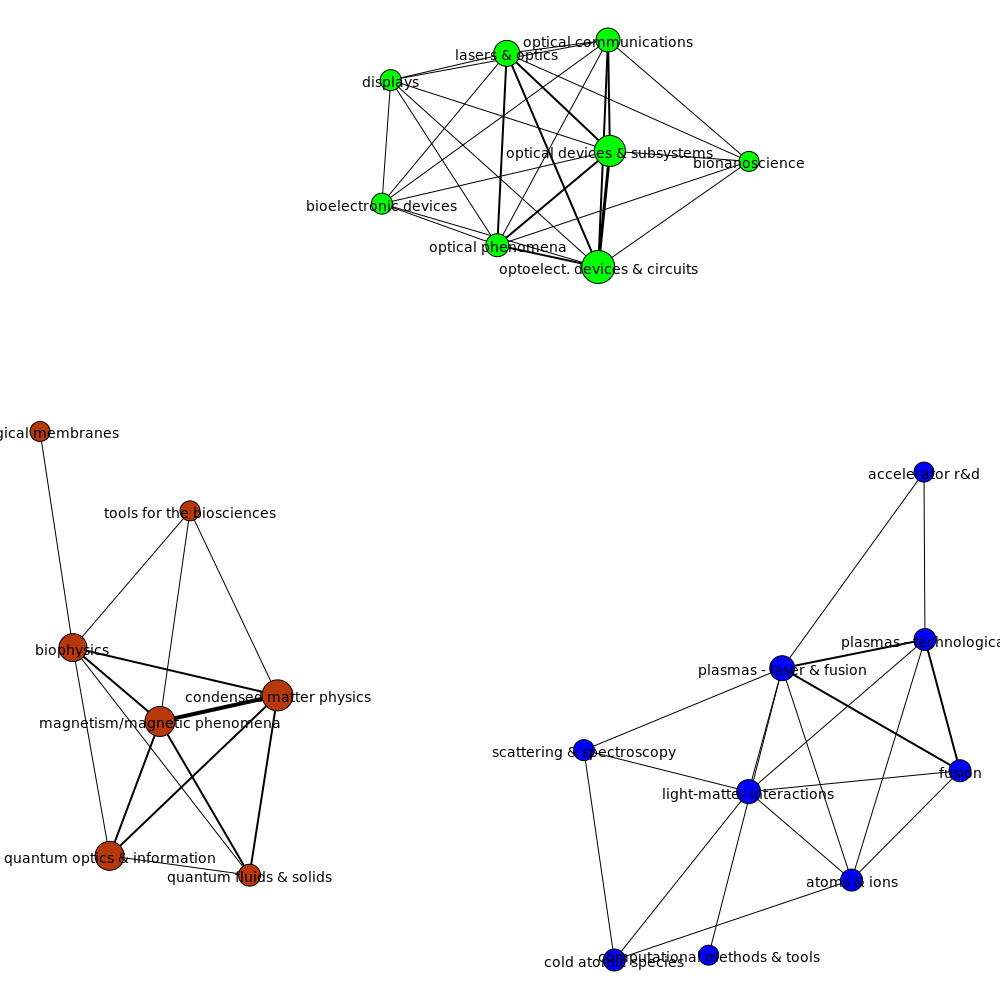 optical communications
lasers & optics
displays
optical devices & subsystems
bionanoscience
bioelectronic devices
optical phenomena
optoelect. devices & circuits
gical membranes
accelerator r&d
tools for the biosciences
plasmas - technologica
biophysics
plasmas - laser & fusion
condensed matter physics
magnetism/magnetic phenomena
scattering & spectroscopy
fusion
light-matter interactions
quantum optics & information
quantum fluids & solids
atoms & ions
computational methods & tools
cold atomic species